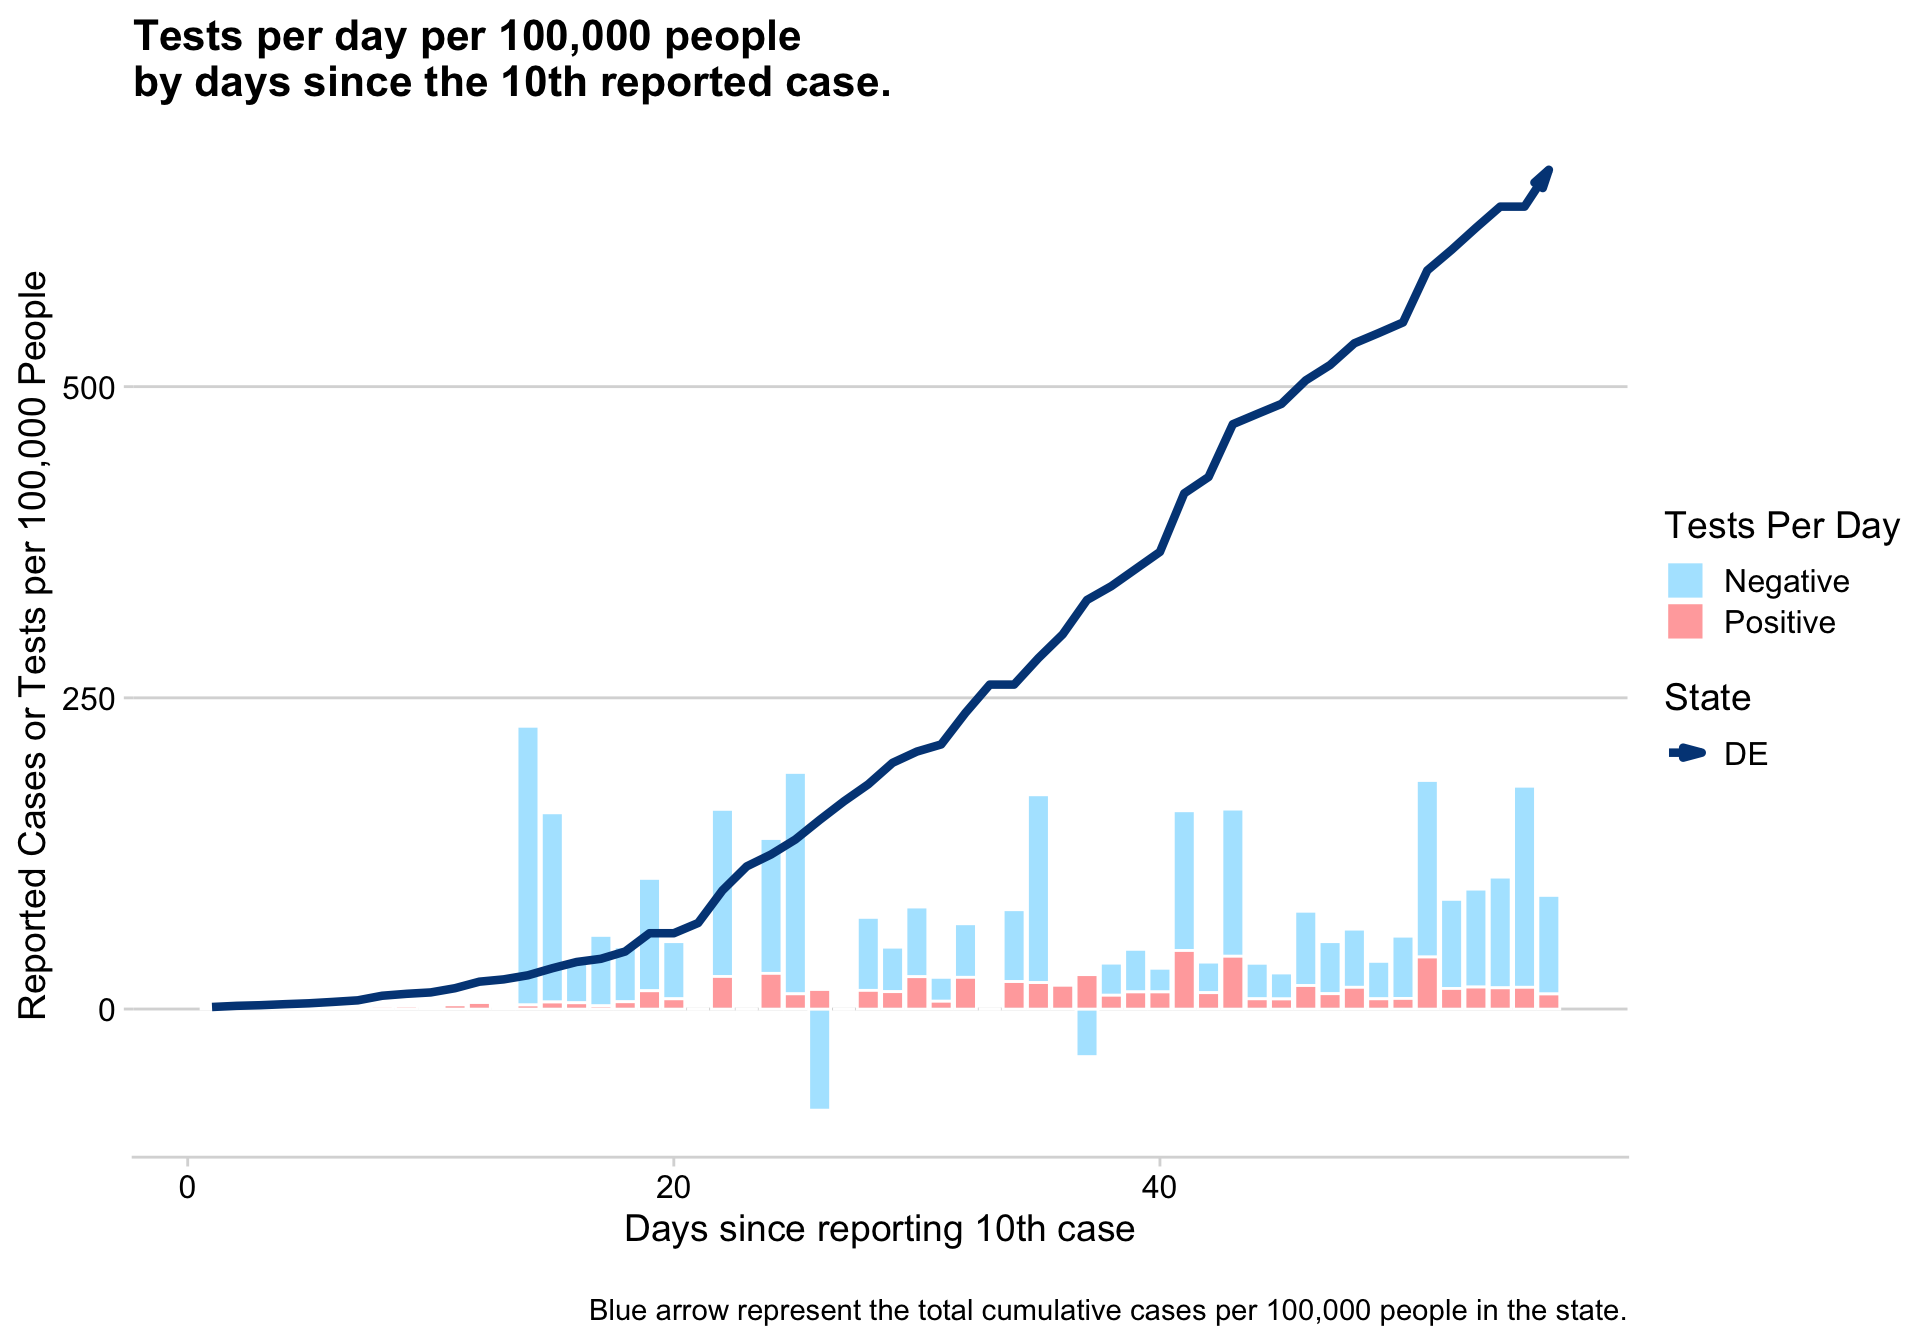 Tests per day per 100,000 people
by days since the 10th reported case.
Reported Cases or Tests per 100,000 People
500
250
0
0
20
40
Days since reporting 10th case
Tests Per Day
Negative
Positive
State
DE
Blue arrow represent the total cumulative cases per 100,000 people in the state.